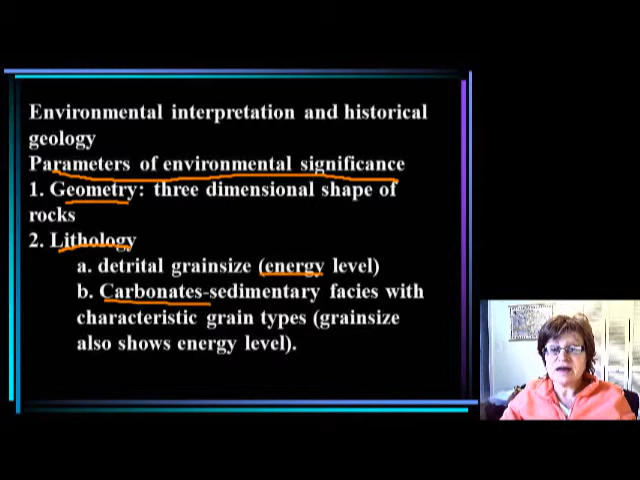 Environmental interpretation and historical
geology
Parameters of environmental significance
1. Geometry: three dimensional shape of
rocks
2. Lithology
a. detrital grainsize (energy level)
b. Carbonates-sedimentary facies with
characteristic grain types (grainsize
also shows energy level).